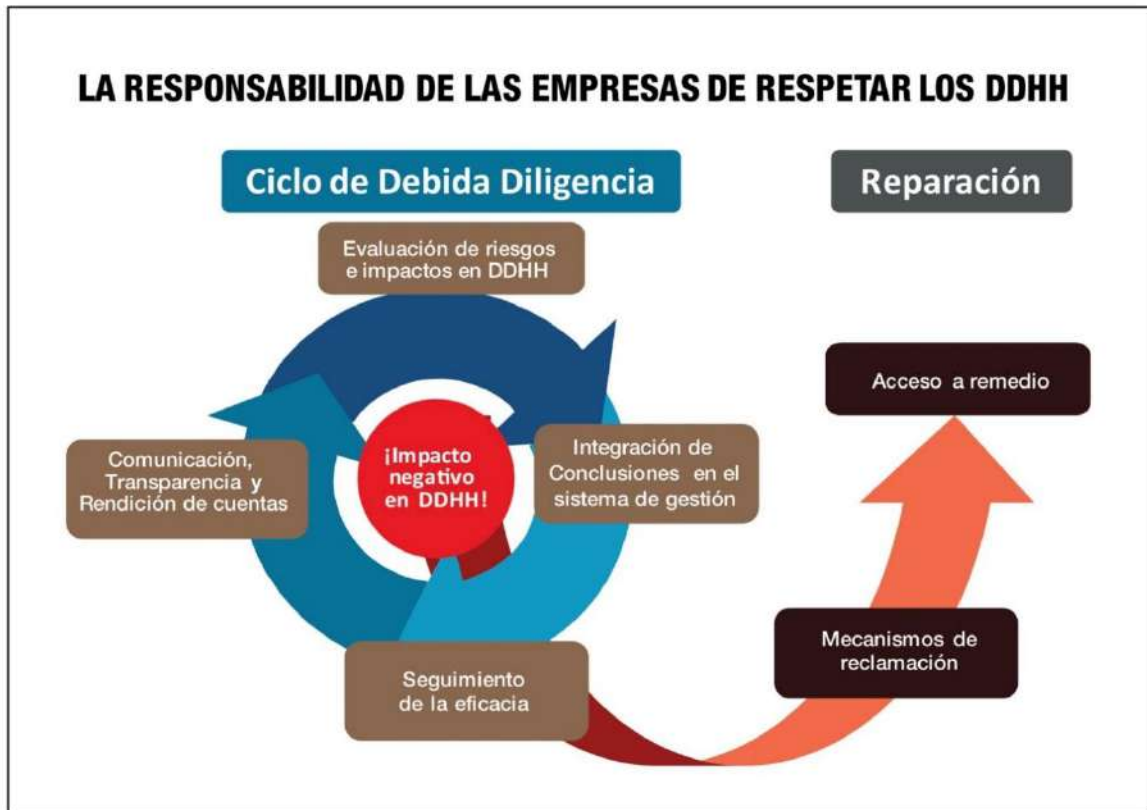 LA RESPONSABILIDAD DE LAS EMPRESAS DE RESPETAR LOS DDHH
Ciclo de Debida Diligencia
Reparación
Evaluación de riesgos
e impactos en DDHH
Acceso a remedio
Comunicación,
Transparencia y
Rendición de cuentas
¡Impacto
negativo
en DDHH!
Integración de
Conclusiones en el
sistema de gestión
Seguimiento
de la eficacia
Mecanismos de
reclamación